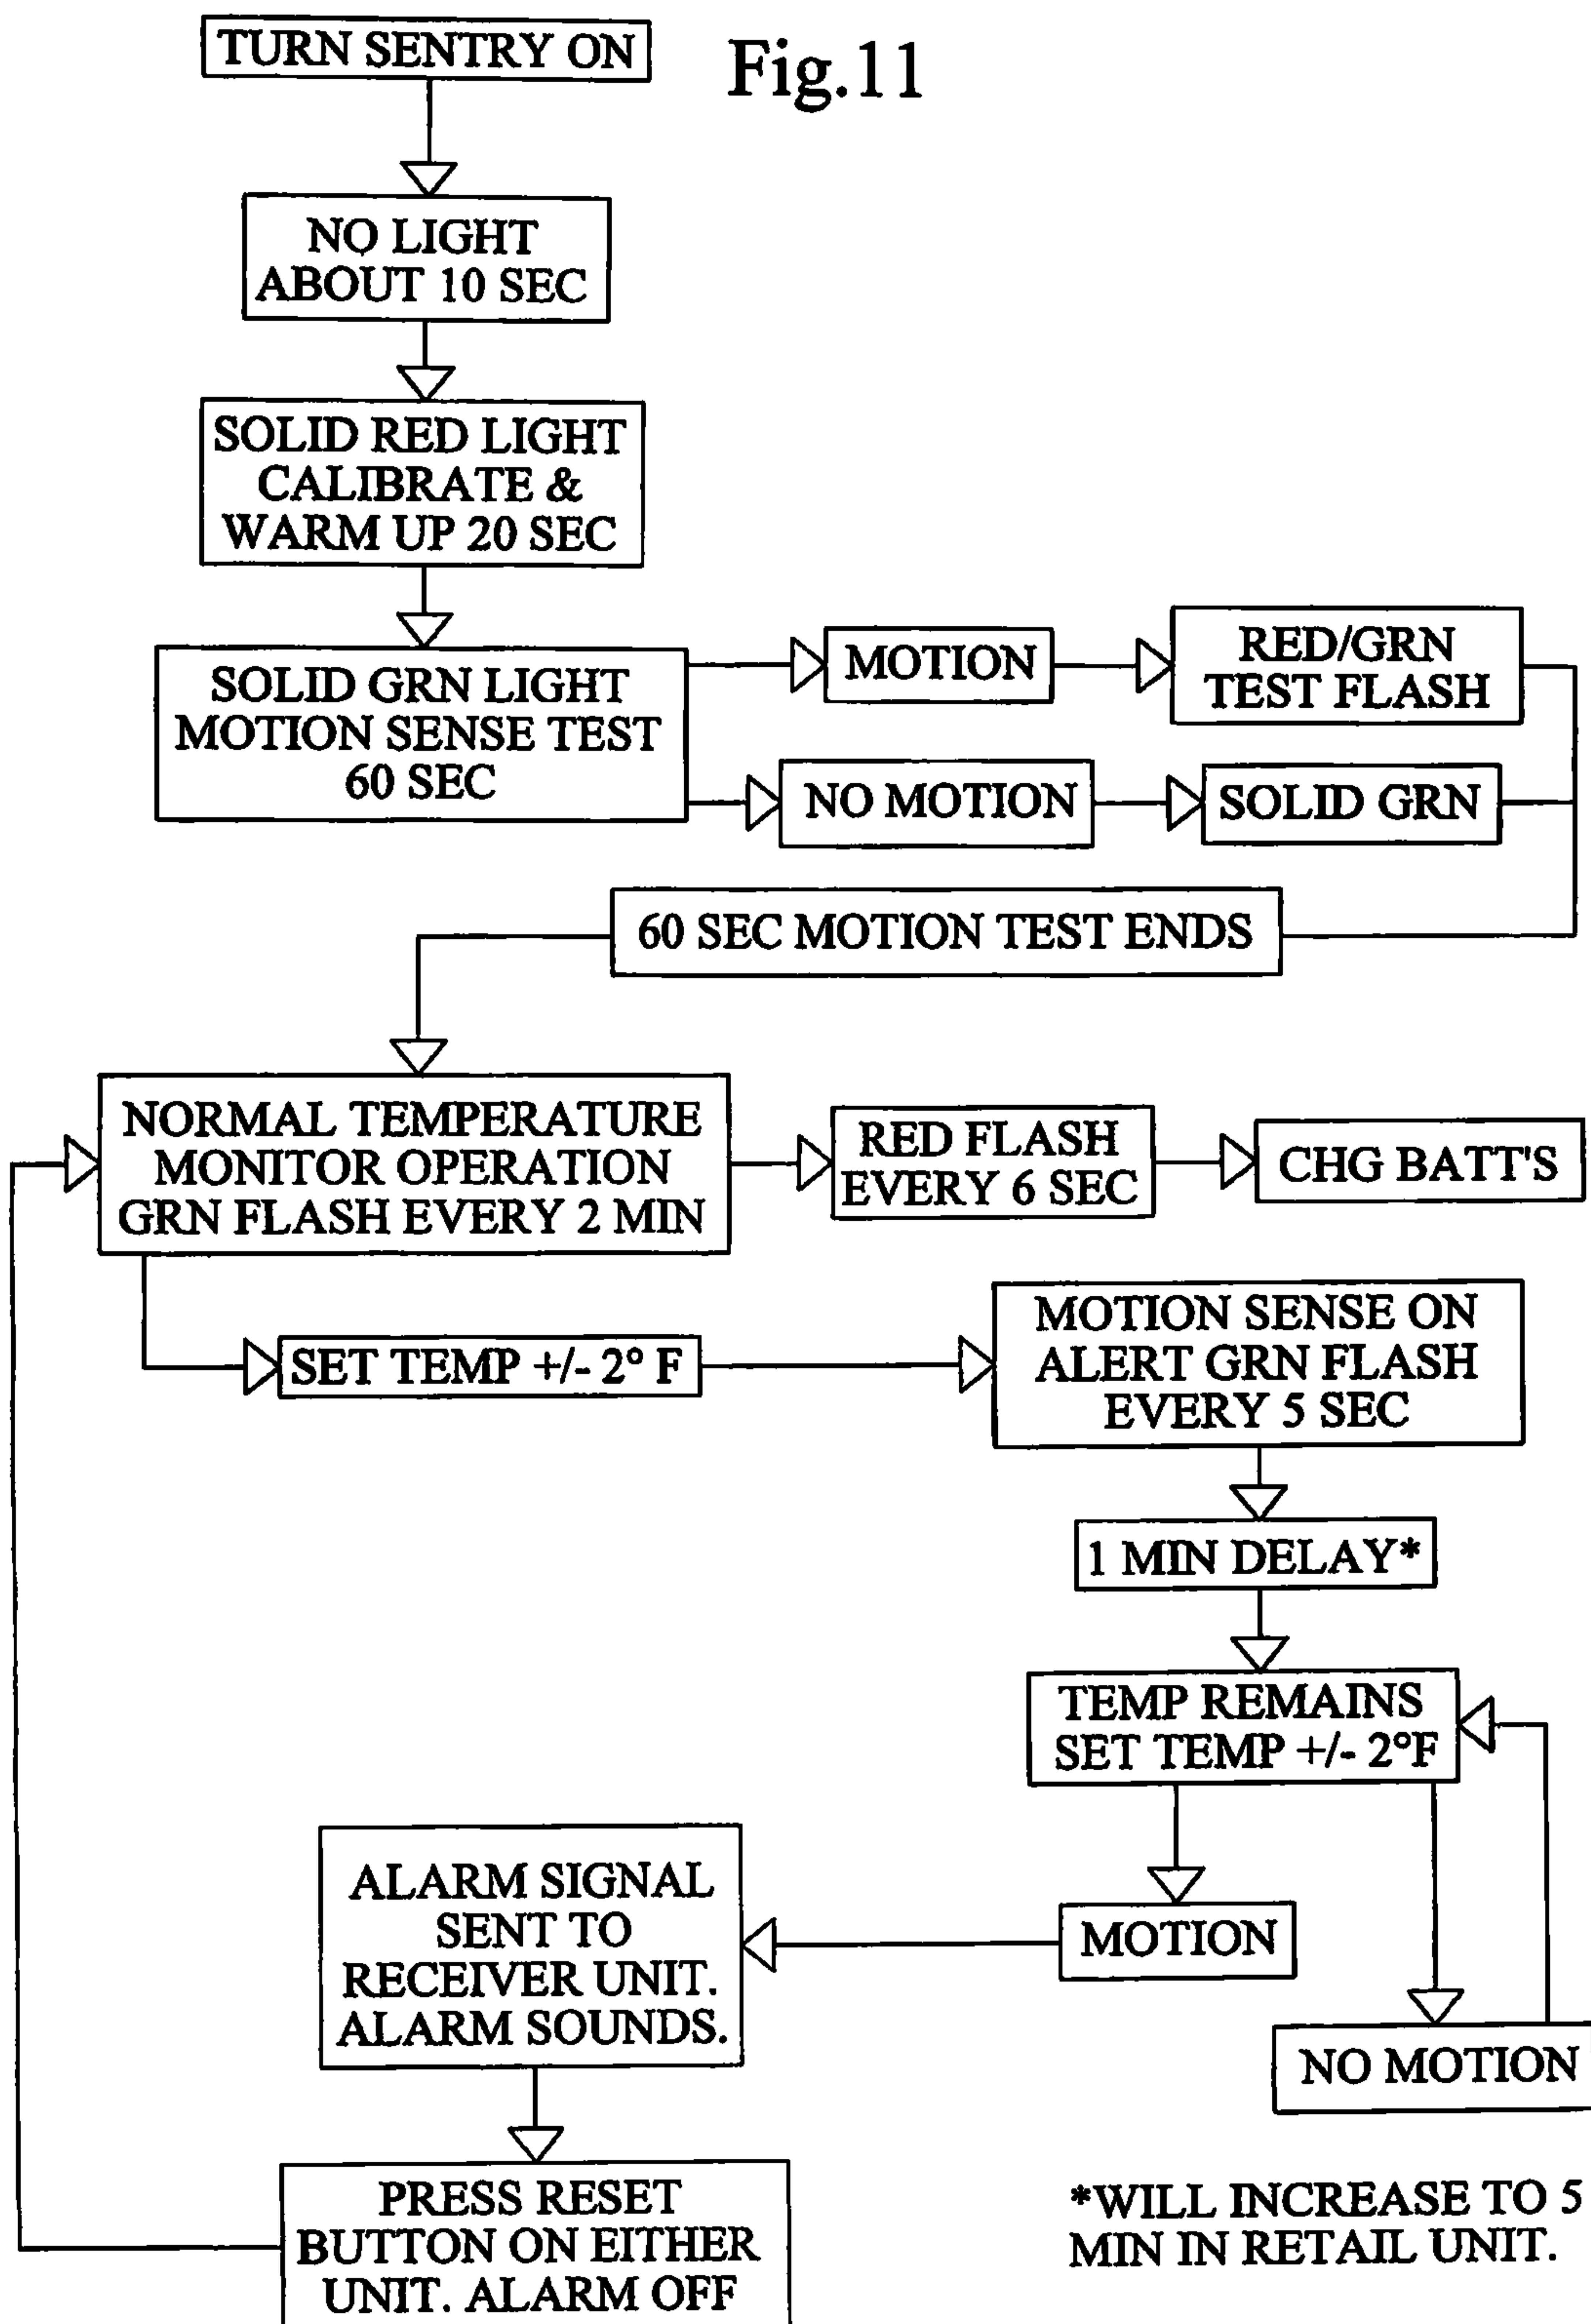 TURN SENTRY ON
Fig.11
NO LIGHT
ABOUT 10 SEC
SOLID RED LIGHT
CALIBRATE &
WARM UP 20 SEC
SOLID GRN LIGHT
MOTION SENSE TEST
60 SEC
MOTION
RED/GRN
TEST FLASH
NO MOTION
SOLID GRN
60 SEC MOTION TEST ENDS
NORMAL TEMPERATURE
MONITOR OPERATION
GRN FLASH EVERY 2 MIN
RED FLASH
EVERY 6 SEC
CHG BATT'S
SET TEMP +/- 2° F
MOTION SENSE ON
ALERT GRN FLASH
EVERY 5 SEC
1 MIN DELAY*
TEMP REMAINS
SET TEMP +/- 2°F
MOTION
NO MOTION
ALARM SIGNAL
SENT TO
RECEIVER UNIT.
ALARM SOUNDS.
PRESS RESET
BUTTON ON EITHER
UNIT. ALARM OFF
*WILL INCREASE TO 5
MIN IN RETAIL UNIT.